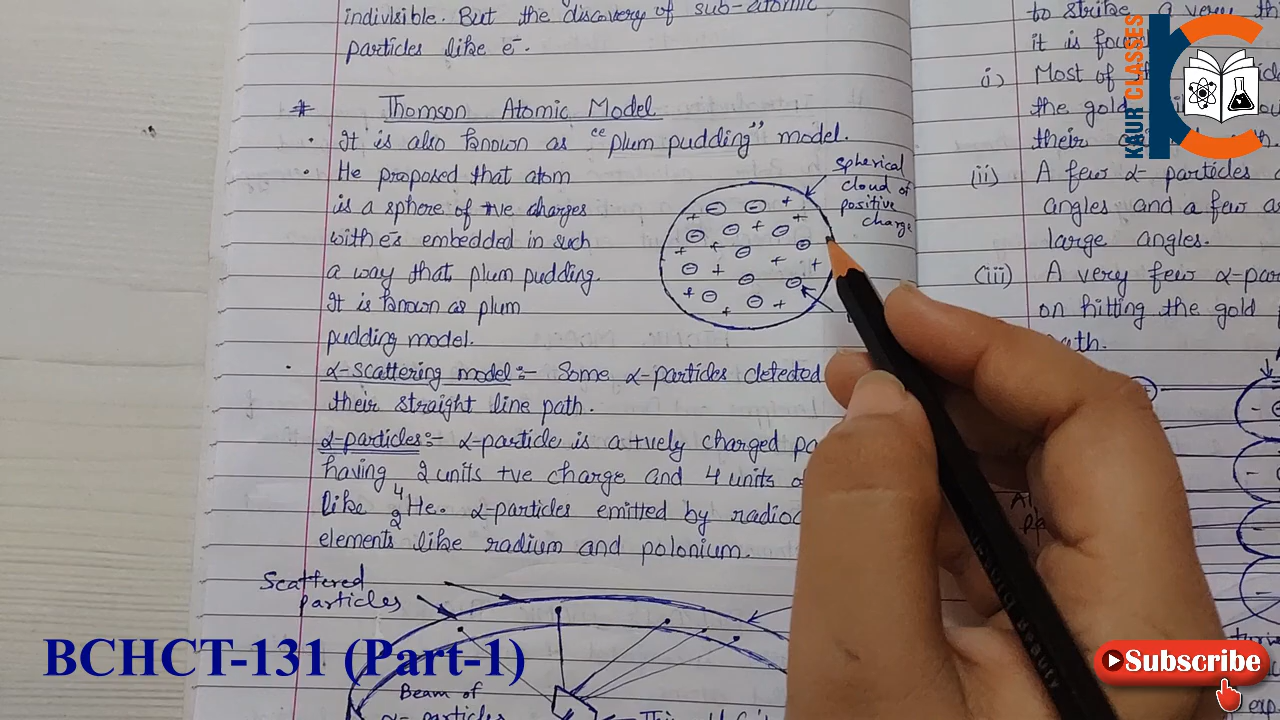 indivisible. But the discovery of sub-atomic
particles like e⁻.
* Thomson Atomic Model
• It is also known as "plum pudding" model.
• He proposed that atom
is a sphere of +ve charges
with e⁻s embedded in such
a way that plum pudding.
It is known as plum
pudding model.
spherical
cloud of
positive
charge
• α-scattering model:- Some α-particles detected
their straight line path.
α-particles:- α-particle is a +vely charged
having 2 units +ve charge and 4 units
like ⁴₂He. α-particles emitted by
elements like radium and polonium.
Scattered
particles
Beam of
α-particles
to strike a very
it is
(i) Most of
the gold
their
(ii) A few α-particles
angles and a few
large angles.
(iii) A very few
on hitting the gold
KAUR CLASSES
BCHCT-131 (Part-1)
Subscribe